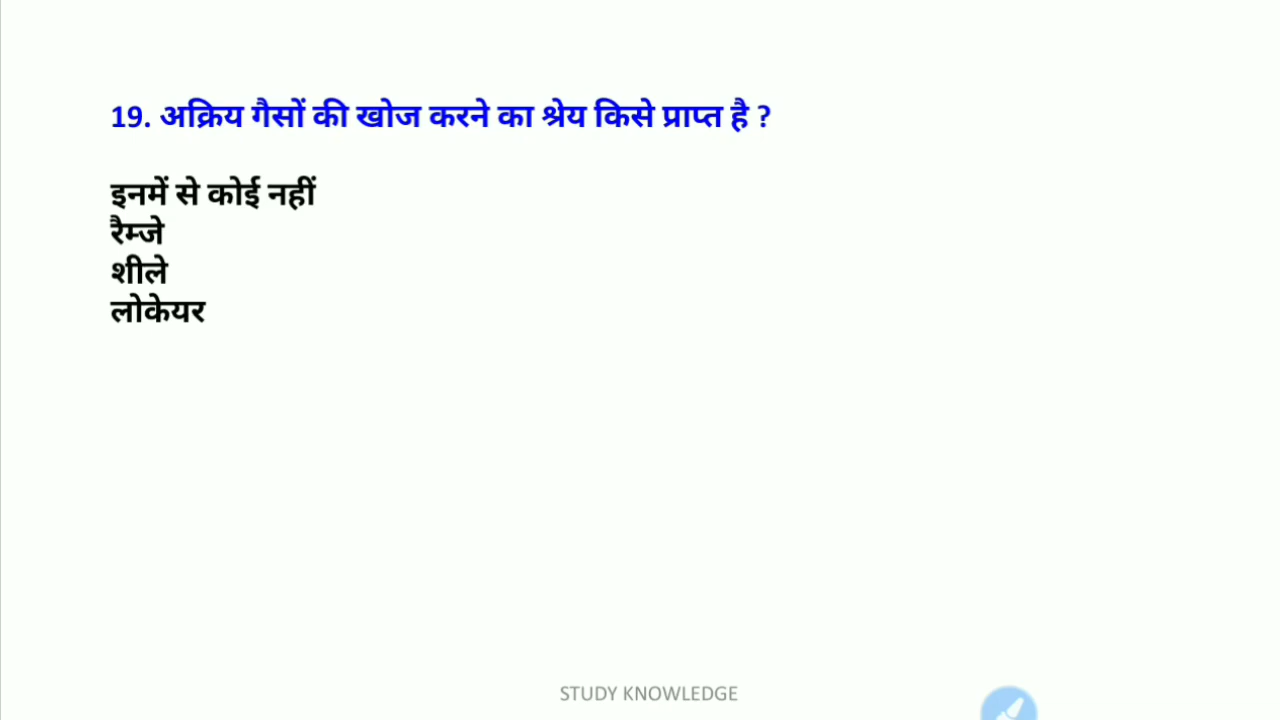 19. अक्रिय गैसों की खोज करने का श्रेय किसे प्राप्त है ?
इनमें से कोई नहीं
रैम्जे
शीले
लोकेयर
STUDY KNOWLEDGE